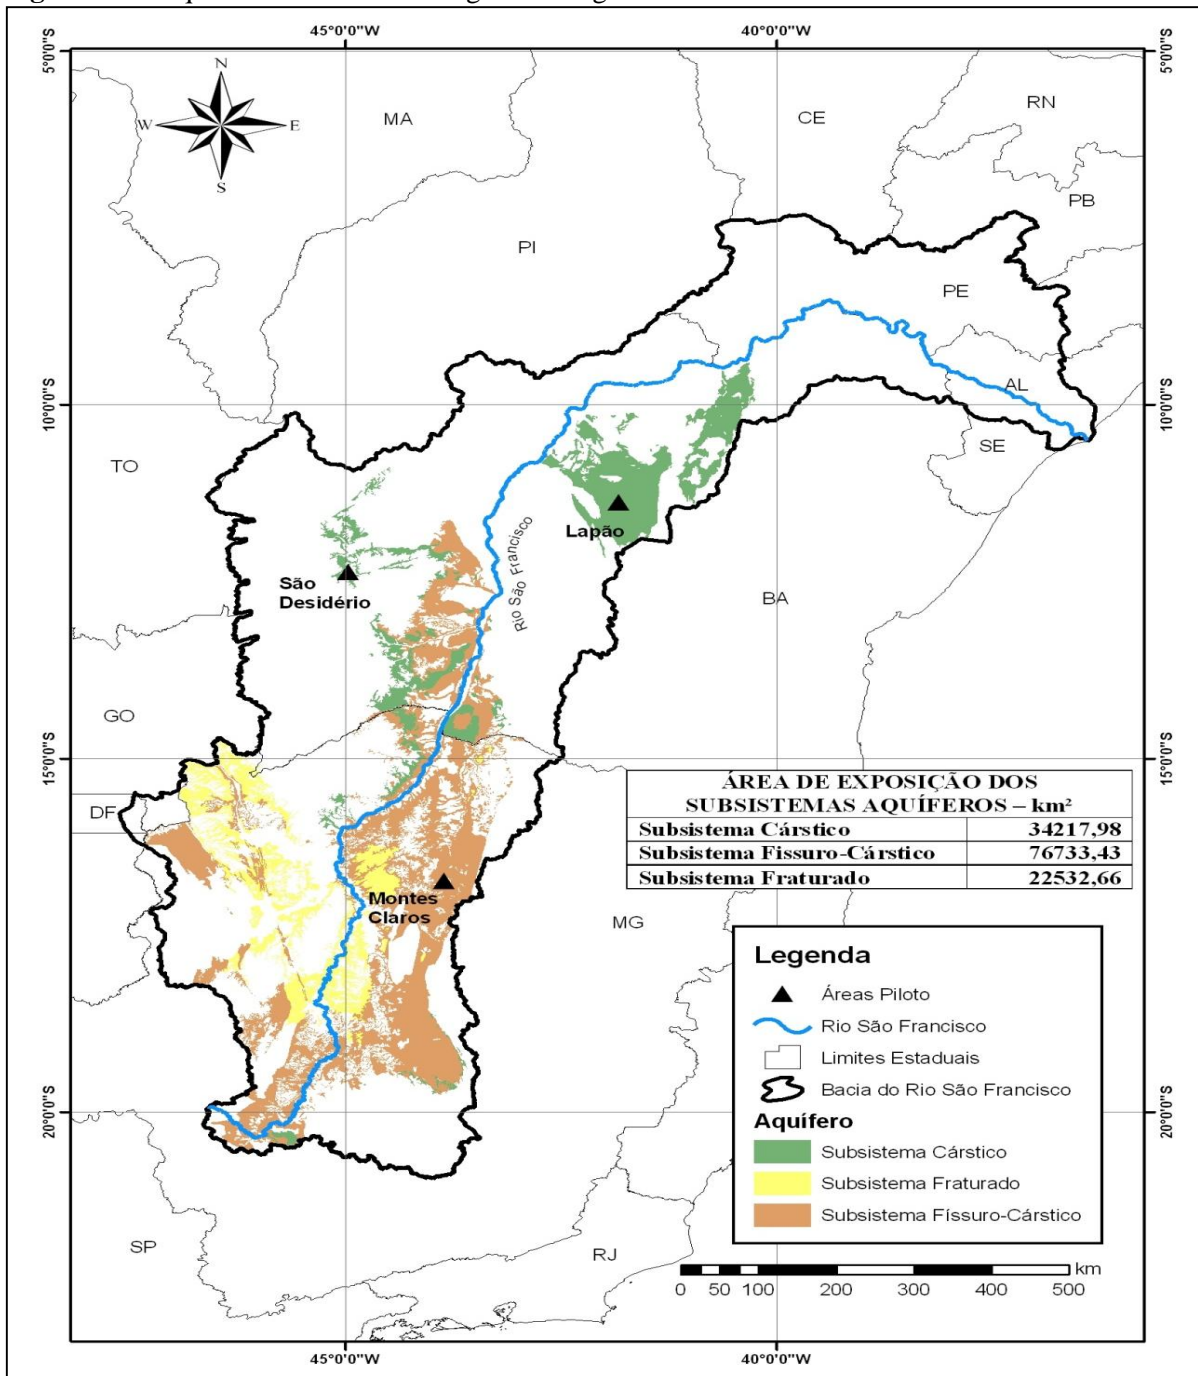 45°0'0"W
40°0'0"W
5°0'0"S
5°0'0"S
N
W
E
S
MA
CE
RN
PB
PI
PE
AL
10°0'0"S
10°0'0"S
SE
TO
Lapão
Rio São Francisco
São
Desidério
BA
GO
15°0'0"S
15°0'0"S
DF
ÁREA DE EXPOSIÇÃO DOS
SUBSISTEMAS AQUÍFEROS – km²
Subsistema Cárstico 34217,98
Subsistema Fissuro-Cárstico 76733,43
Subsistema Fraturado 22532,66
Montes
Claros
MG
Legenda
Áreas Piloto
Rio São Francisco
Limites Estaduais
Bacia do Rio São Francisco
Aquífero
Subsistema Cárstico
Subsistema Fraturado
Subsistema Físsuro-Cárstico
20°0'0"S
20°0'0"S
SP
RJ
km
0 50 100 200 300 400 500
45°0'0"W
40°0'0"W